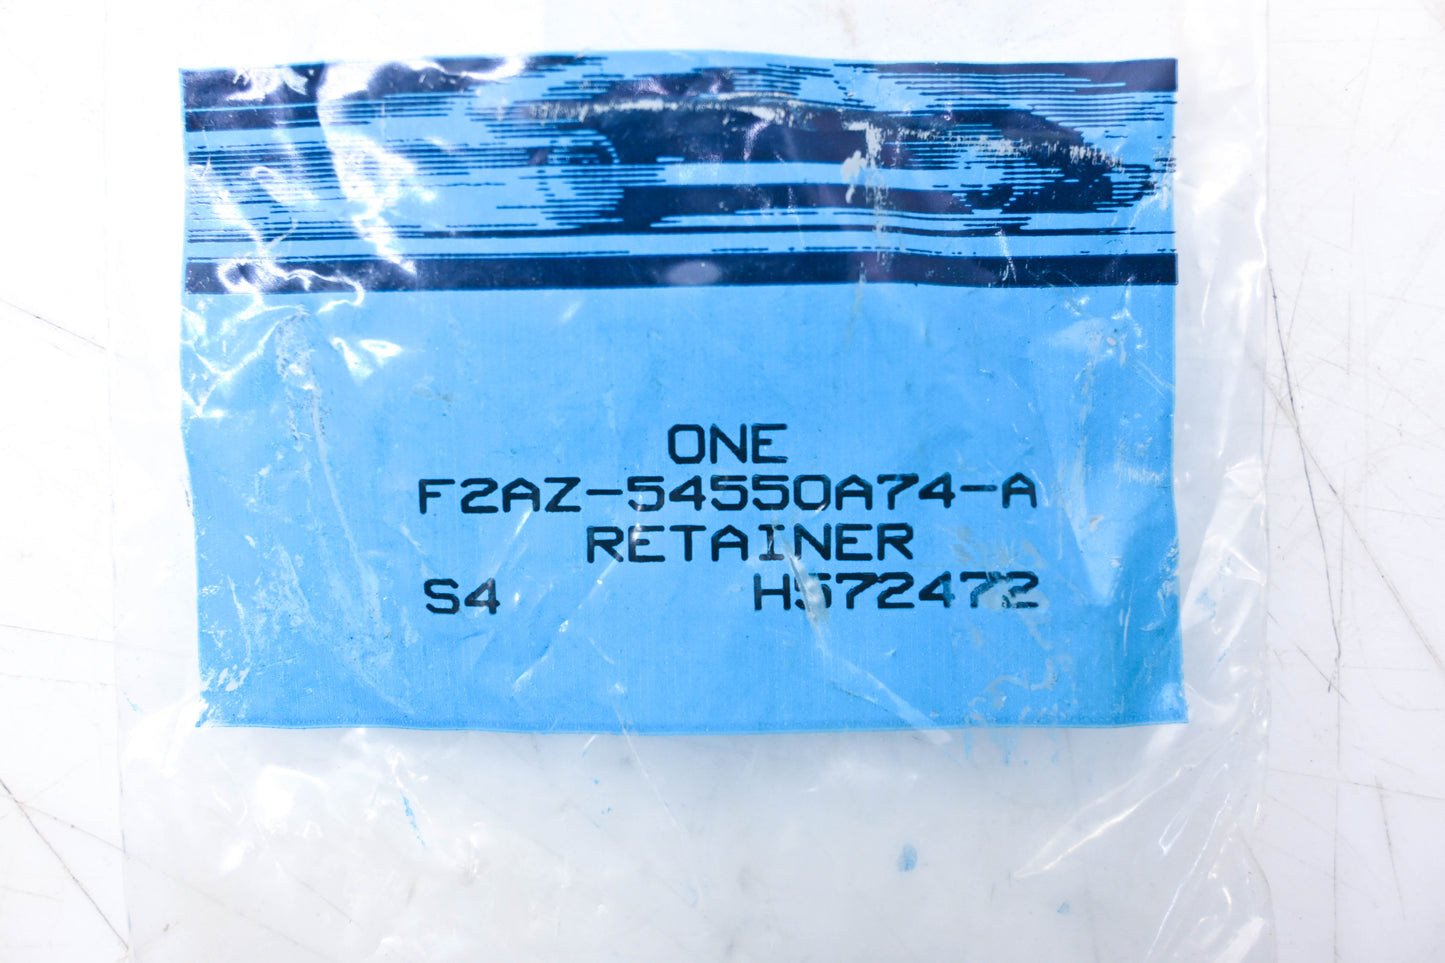 ONE
F2AZ-54550A74-A
RETAINER
S4 H572472